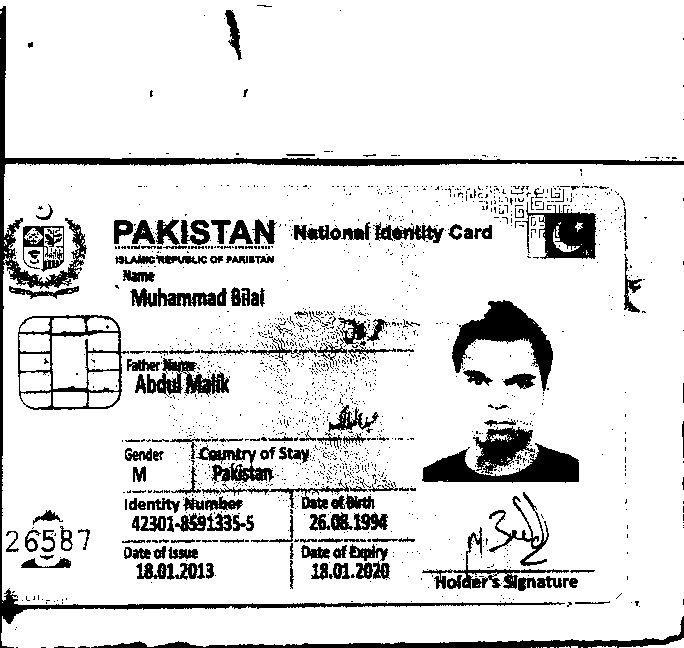 PAKISTAN National Identity Card
ISLAMIC REPUBLIC OF PAKISTAN
Name
Muhammad Bilal
Father Name
Abdul Malik
Gender
M
Country of Stay
Pakistan
Identity Number
42301-8591335-5
Date of Birth
26.08.1994
26587
Date of Issue
18.01.2013
Date of Expiry
18.01.2020
Holder's Signature